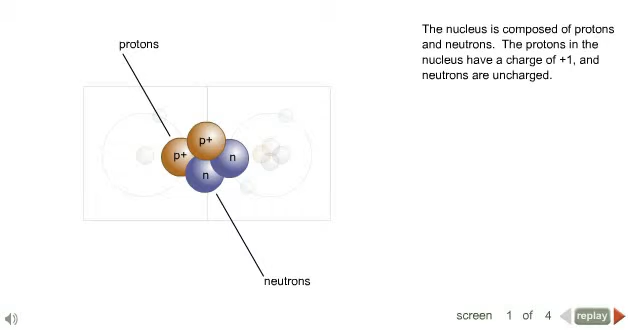 The nucleus is composed of protons
and neutrons. The protons in the
nucleus have a charge of +1, and
neutrons are uncharged.
protons
p+
p+
n
n
neutrons
screen 1 of 4 replay